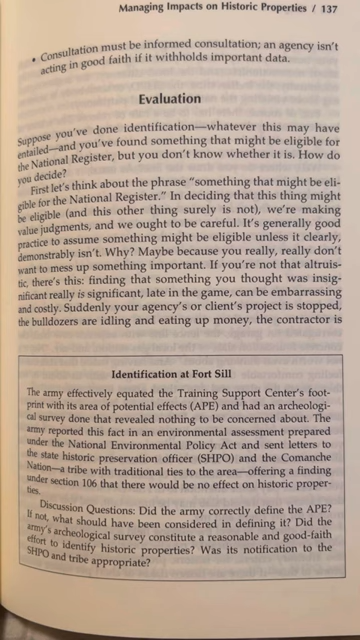 Managing Impacts on Historic Properties / 137
• Consultation must be informed consultation; an agency isn't
acting in good faith if it withholds important data.
Evaluation
Suppose you've done identification—whatever this may have
entailed—and you've found something that might be eligible for
the National Register, but you don't know whether it is. How do
you decide?
First let's think about the phrase "something that might be eli-
gible for the National Register." In deciding that this thing might
be eligible (and this other thing surely is not), we're making
value judgments, and we ought to be careful. It's generally good
practice to assume something might be eligible unless it clearly,
demonstrably isn't. Why? Maybe because you really, really don't
want to mess up something important. If you're not that altruis-
tic, there's this: finding that something you thought was insig-
nificant really is significant, late in the game, can be embarrassing
and costly. Suddenly your agency's or client's project is stopped,
the bulldozers are idling and eating up money, the contractor is
Identification at Fort Sill
The army effectively equated the Training Support Center's foot-
print with its area of potential effects (APE) and had an archeologi-
cal survey done that revealed nothing to be concerned about. The
army reported this fact in an environmental assessment prepared
under the National Environmental Policy Act and sent letters to
the state historic preservation officer (SHPO) and the Comanche
Nation—a tribe with traditional ties to the area—offering a finding
under section 106 that there would be no effect on historic proper-
ties.
Discussion Questions: Did the army correctly define the APE?
If not, what should have been considered in defining it? Did the
army's archeological survey constitute a reasonable and good-faith
effort to identify historic properties? Was its notification to the
SHPO and tribe appropriate?